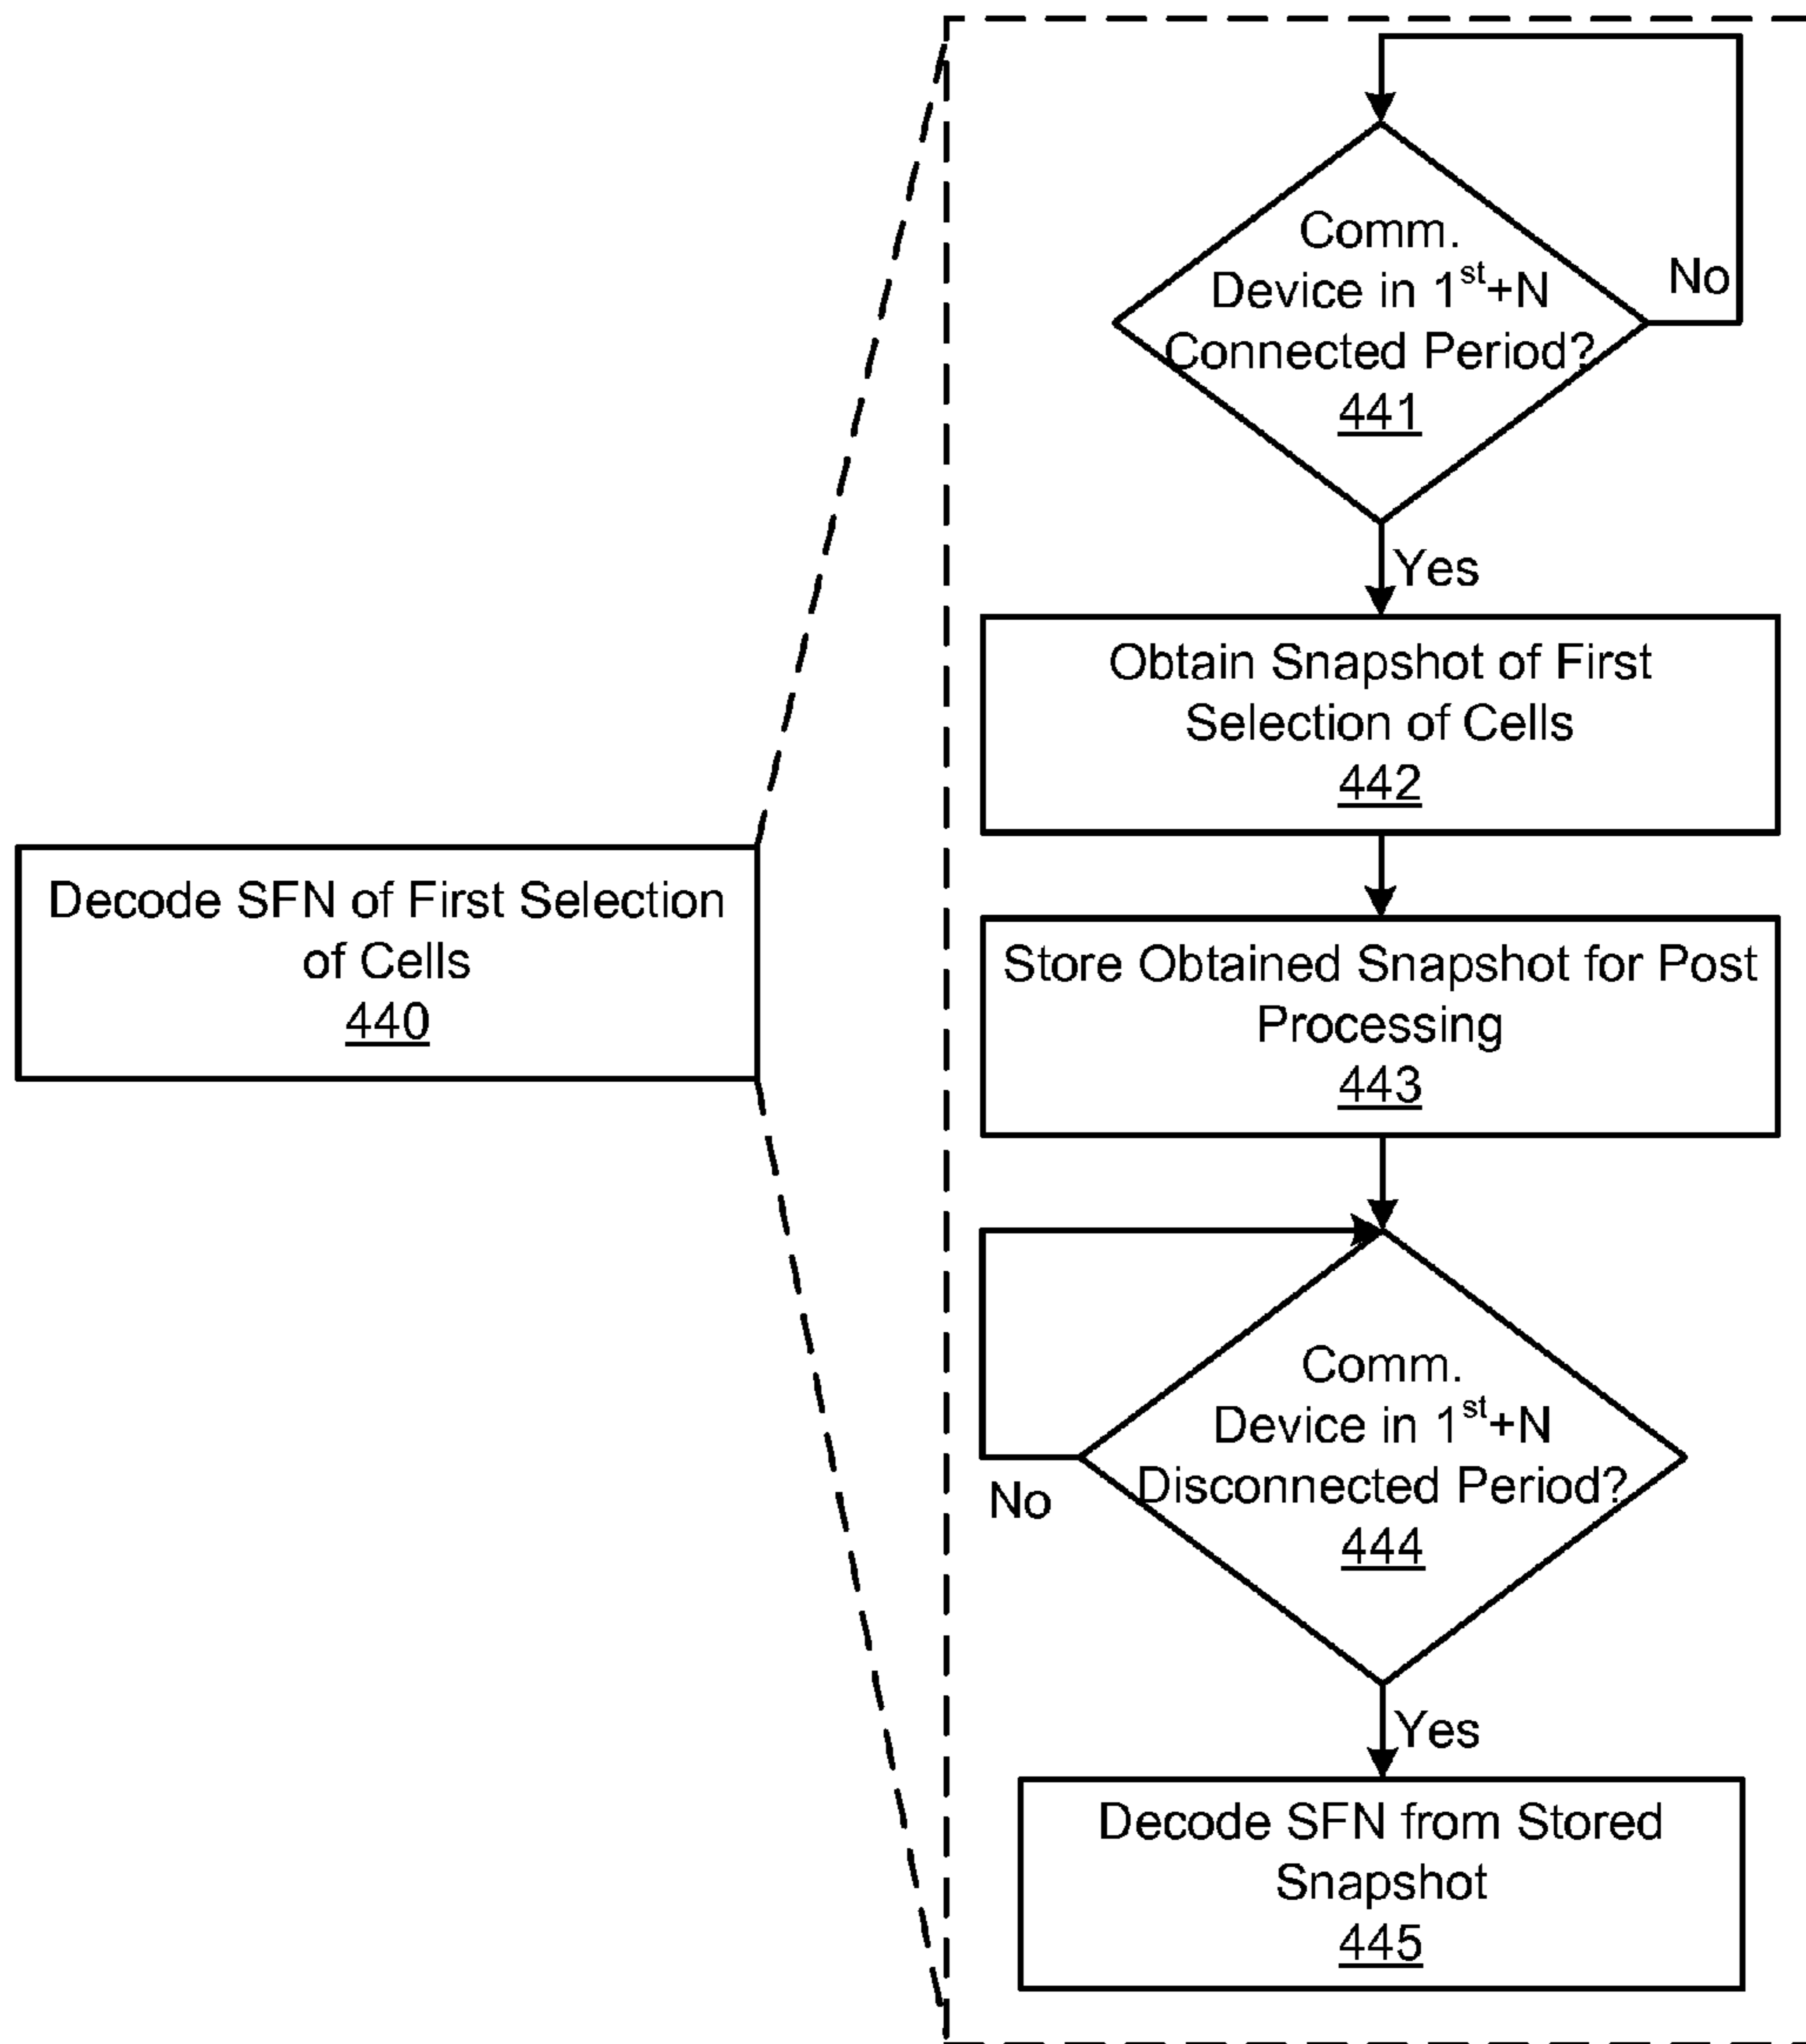 Decode SFN of First Selection
of Cells
440
Comm.
Device in 1st+N
Connected Period?
441
No
Yes
Obtain Snapshot of First
Selection of Cells
442
Store Obtained Snapshot for Post
Processing
443
Comm.
Device in 1st+N
Disconnected Period?
444
No
Yes
Decode SFN from Stored
Snapshot
445